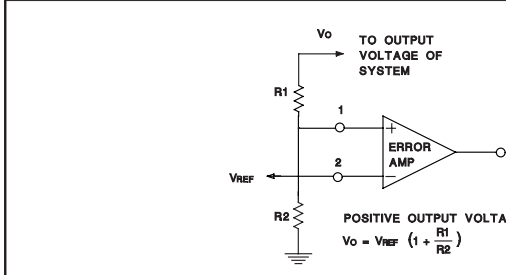 Vo
TO OUTPUT
VOLTAGE OF
SYSTEM
R1
1
+
ERROR
AMP
2
−
VREF
R2
POSITIVE OUTPUT VOLTA
Vo = VREF (1 + R1/R2)